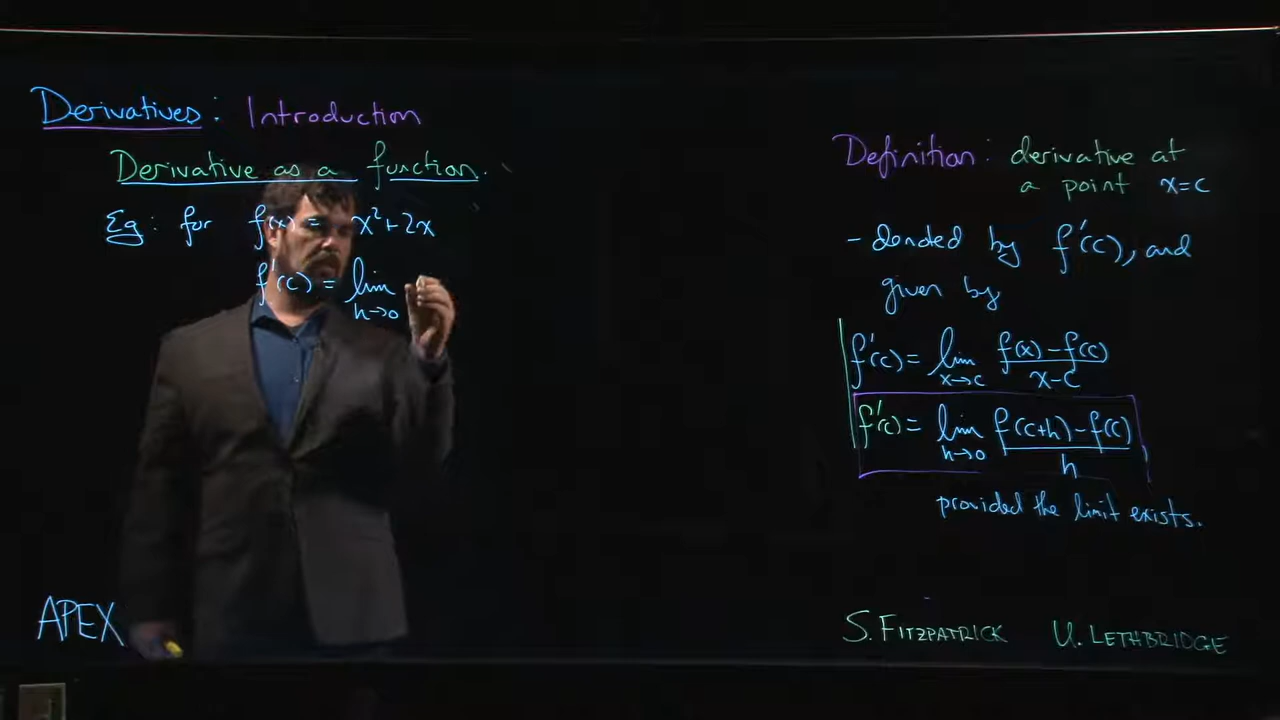 Derivatives: Introduction
Derivative as a function.
Eg: for f(x) = x²+2x
f'(c) = lim
h→0
Definition: derivative at
a point x=c
- denoted by f'(c), and
given by
f'(c) = lim f(x)-f(c)
x→c x-c
f'(c) = lim f(c+h)-f(c)
h→0 h
provided the limit exists.
APEX
S. FITZPATRICK U. LETHBRIDGE